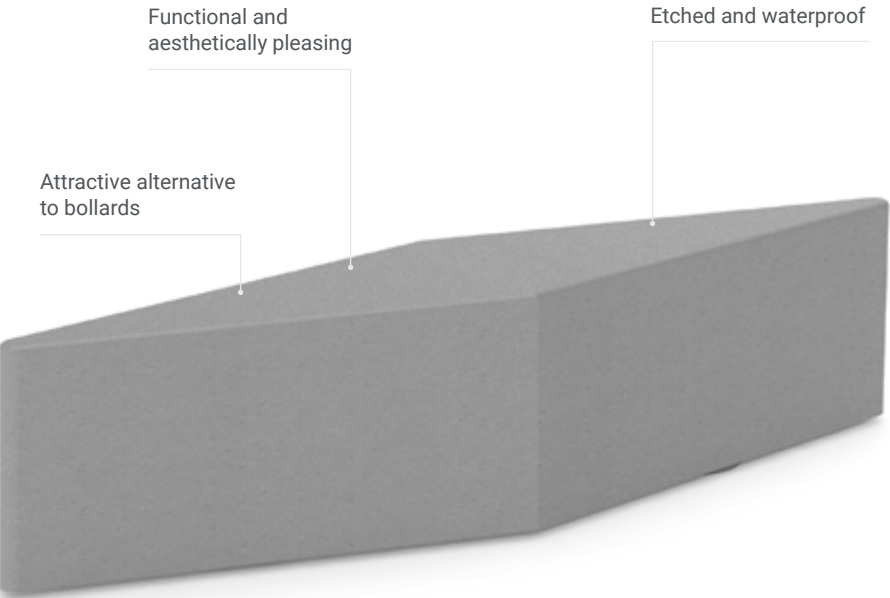 Functional and
aesthetically pleasing
Etched and waterproof
Attractive alternative
to bollards